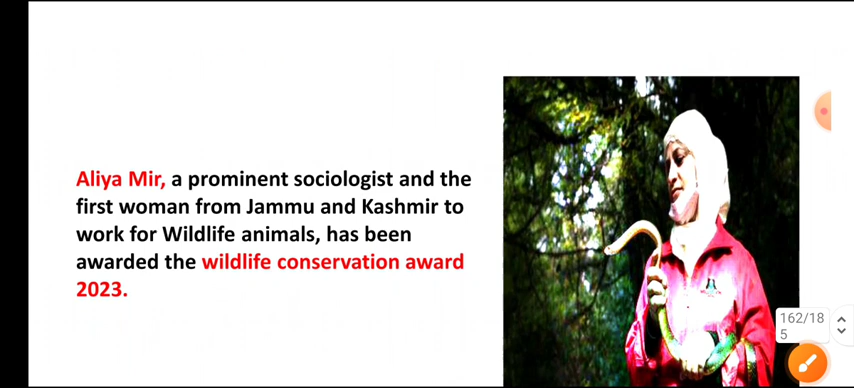 Aliya Mir, a prominent sociologist and the
first woman from Jammu and Kashmir to
work for Wildlife animals, has been
awarded the wildlife conservation award
2023.
162/18
5